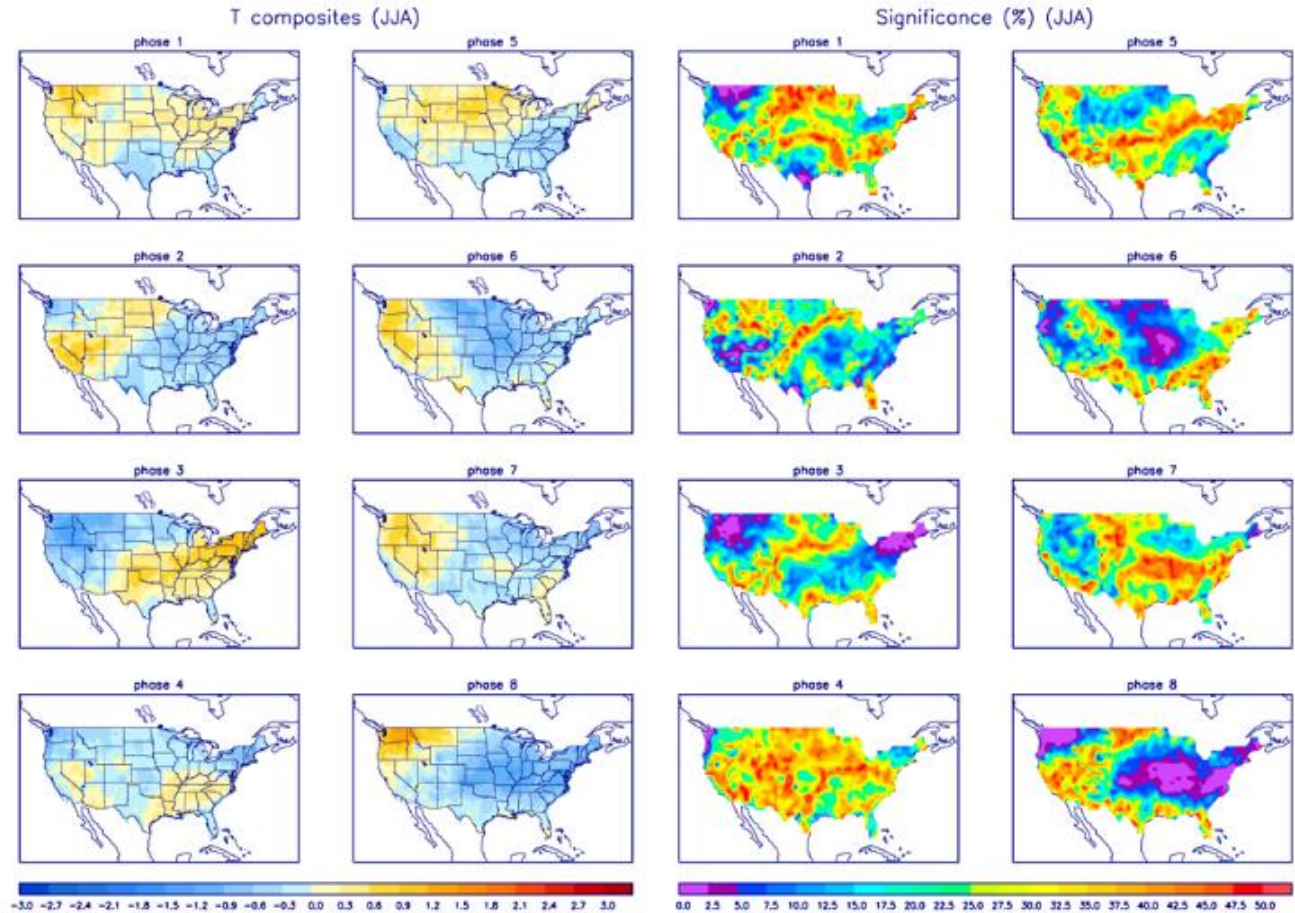 T composites (JJA)
Significance (%) (JJA)
phase 1
phase 5
phase 1
phase 5
phase 2
phase 6
phase 2
phase 6
phase 3
phase 7
phase 3
phase 7
phase 4
phase 8
phase 4
phase 8
-3.0 -2.7 -2.4 -2.1 -1.8 -1.5 -1.2 -0.9 -0.6 -0.3 0.0 0.3 0.6 0.9 1.2 1.5 1.8 2.1 2.4 2.7 3.0
0.0 2.5 5.0 7.5 10.0 12.5 15.0 17.5 20.0 22.5 25.0 27.5 30.0 32.5 35.0 37.5 40.0 42.5 45.0 47.5 50.0